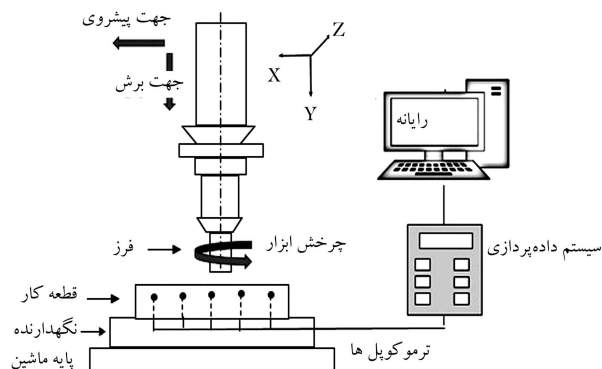 جهت پیشروی
Z
X
جهت برش
Y
رایانه
فرز
چرخش ابزار
سیستم داده‌پردازی
قطعه کار
نگهدارنده
ترموکوپل ها
پایه ماشین